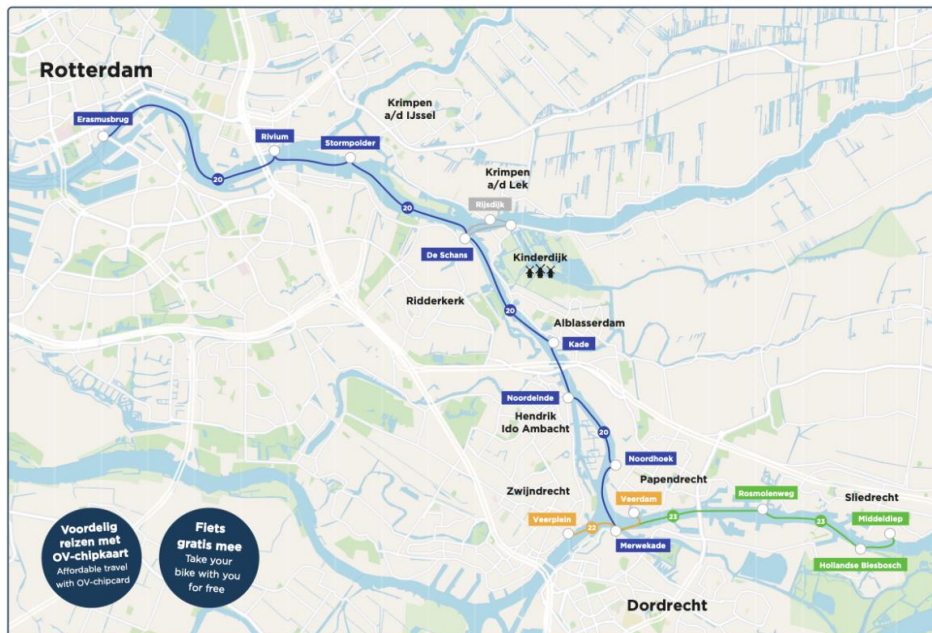 Rotterdam
Krimpen
a/d IJssel
Erasmusbrug
Rivium
Stormpolder
Krimpen
a/d Lek
20
20
Rijsdijk
De Schans
Kinderdijk
Ridderkerk
20
Alblasserdam
Kade
Noordeinde
Hendrik
Ido Ambacht
20
Noordhoek
Zwijndrecht
Papendrecht
Veerdam
Rosmolenweg
Sliedrecht
Veerplein
22
Merwekade
23
23
Middeldiep
Hollandse Biesbosch
Dordrecht
Voordelig
reizen met
OV-chipkaart
Affordable travel
with OV-chipcard
Fiets
gratis mee
Take your
bike with you
for free